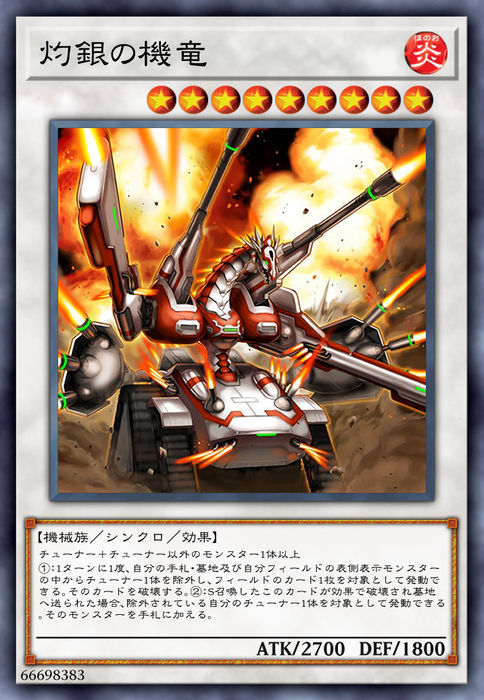 灼銀の機竜
ほのお
炎
【機械族／シンクロ／効果】
チューナー＋チューナー以外のモンスター1体以上
①：1ターンに1度、自分の手札・墓地及び自分フィールドの表側表示モンスター
の中からチューナー1体を除外し、フィールドのカード1枚を対象として発動で
きる。そのカードを破壊する。②：S召喚したこのカードが効果で破壊され墓地
へ送られた場合、除外されている自分のチューナー1体を対象として発動できる
。そのモンスターを手札に加える。
ATK/2700 DEF/1800
66698383